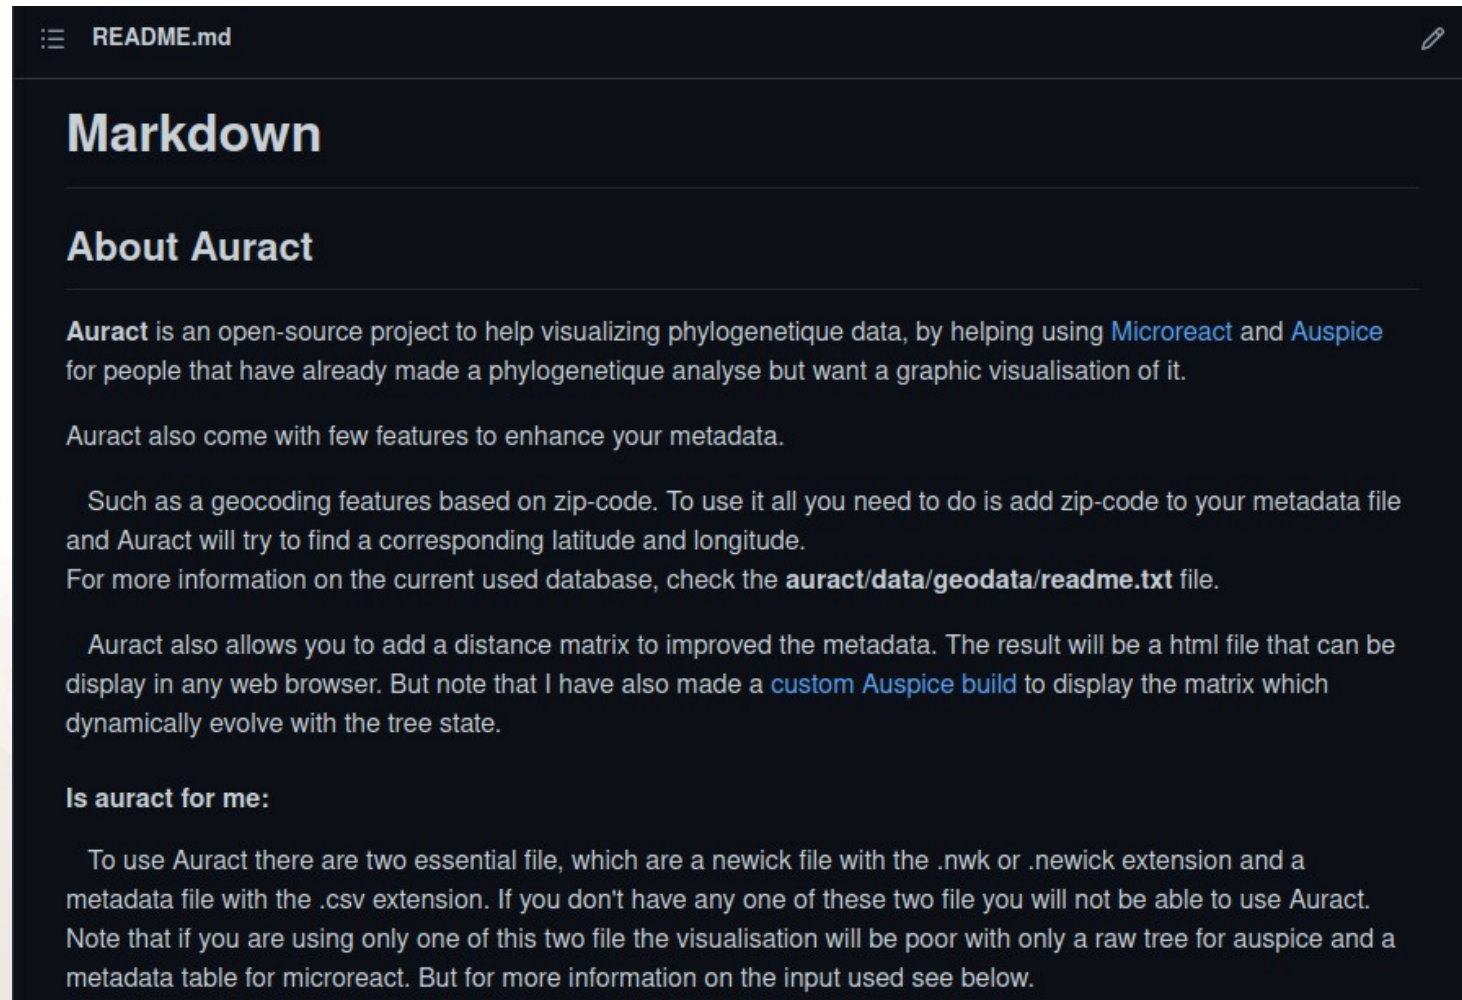 README.md
Markdown
About Auract
Auract is an open-source project to help visualizing phylogenetique data, by helping using Microreact and Auspice
for people that have already made a phylogenetique analyse but want a graphic visualisation of it.
Auract also come with few features to enhance your metadata.
Such as a geocoding features based on zip-code. To use it all you need to do is add zip-code to your metadata file
and Auract will try to find a corresponding latitude and longitude.
For more information on the current used database, check the auract/data/geodata/readme.txt file.
Auract also allows you to add a distance matrix to improved the metadata. The result will be a html file that can be
display in any web browser. But note that I have also made a custom Auspice build to display the matrix which
dynamically evolve with the tree state.
Is auract for me:
To use Auract there are two essential file, which are a newick file with the .nwk or .newick extension and a
metadata file with the .csv extension. If you don't have any one of these two file you will not be able to use Auract.
Note that if you are using only one of this two file the visualisation will be poor with only a raw tree for auspice and a
metadata table for microreact. But for more information on the input used see below.